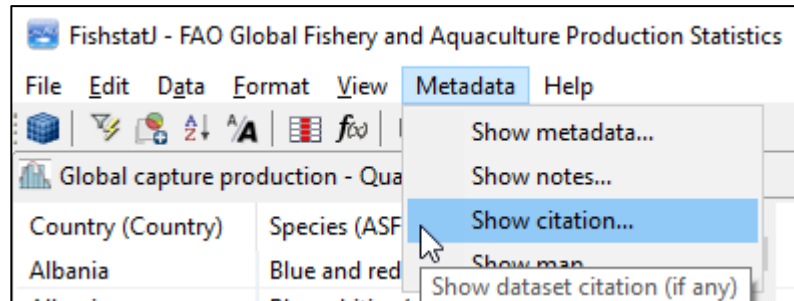 FishstatJ - FAO Global Fishery and Aquaculture Production Statistics
File Edit Data Format View Metadata Help
Show metadata...
Global capture production - Qua
Show notes...
Country (Country) Species (ASF
Show citation...
Albania Blue and red
Show map
Show dataset citation (if any)